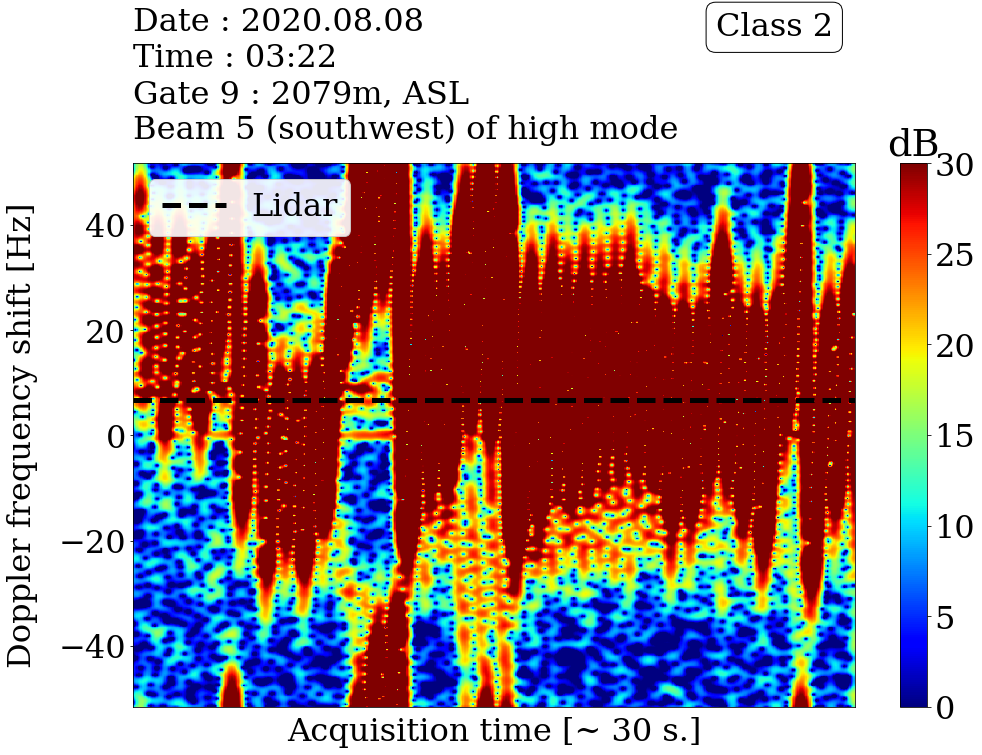 Date : 2020.08.08
Time : 03:22
Gate 9 : 2079m, ASL
Beam 5 (southwest) of high mode
Class 2
dB
Lidar
Doppler frequency shift [Hz]
40
20
0
−20
−40
Acquisition time [~ 30 s.]
30
25
20
15
10
5
0